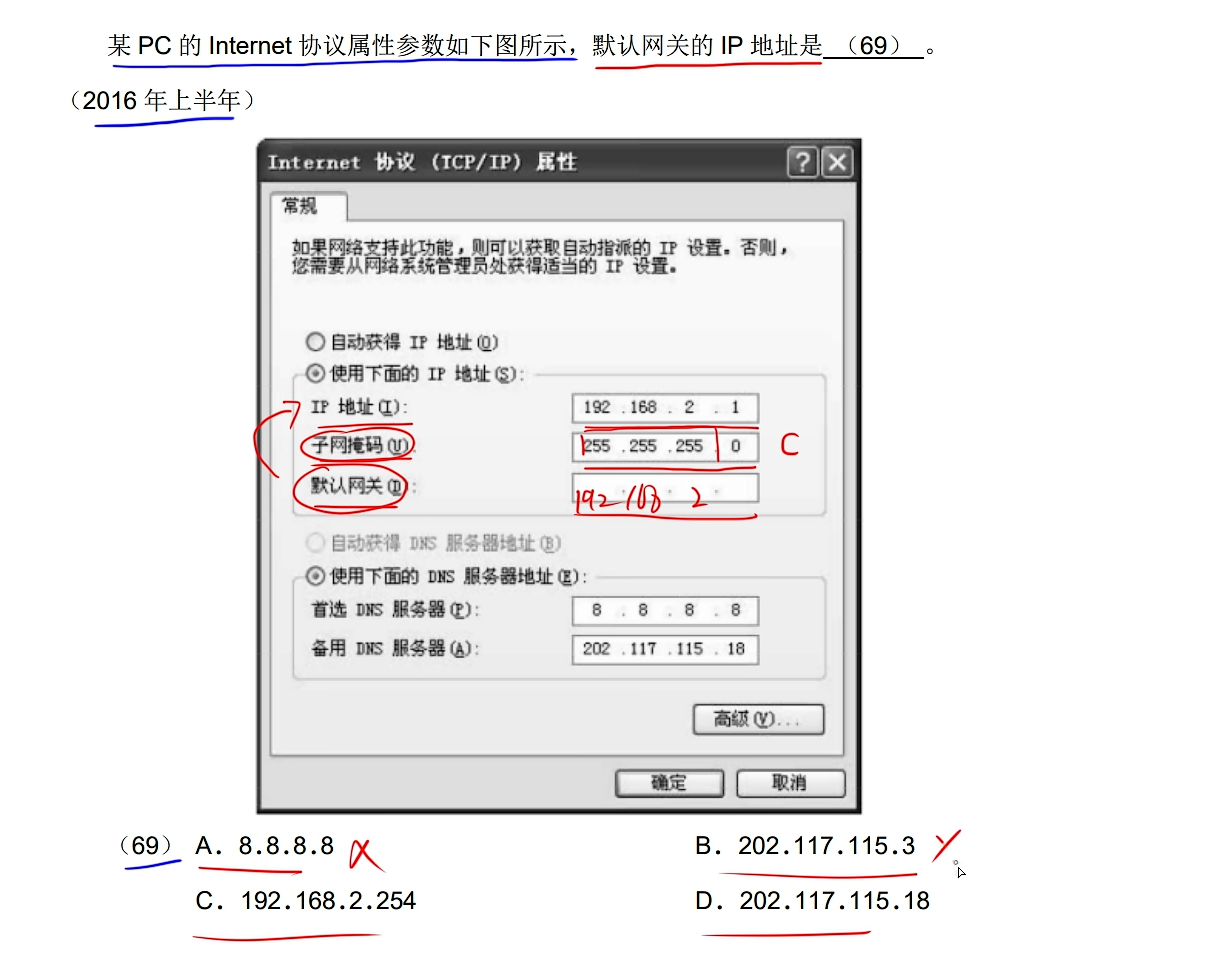 某 PC 的 Internet 协议属性参数如下图所示，默认网关的 IP 地址是 （69） 。
（2016 年上半年）
Internet 协议 (TCP/IP) 属性
常规
如果网络支持此功能，则可以获取自动指派的 IP 设置。否则，
您需要从网络系统管理员处获得适当的 IP 设置。
自动获得 IP 地址(O)
使用下面的 IP 地址(S):
IP 地址(I): 192 .168 . 2 . 1
子网掩码(U): 255 .255 .255 . 0 C
默认网关(D): 192 168 2
自动获得 DNS 服务器地址(B)
使用下面的 DNS 服务器地址(E):
首选 DNS 服务器(P): 8 . 8 . 8 . 8
备用 DNS 服务器(A): 202 .117 .115 . 18
高级(V)...
确定 取消
（69） A．8.8.8.8 B．202.117.115.3
C．192.168.2.254 D．202.117.115.18